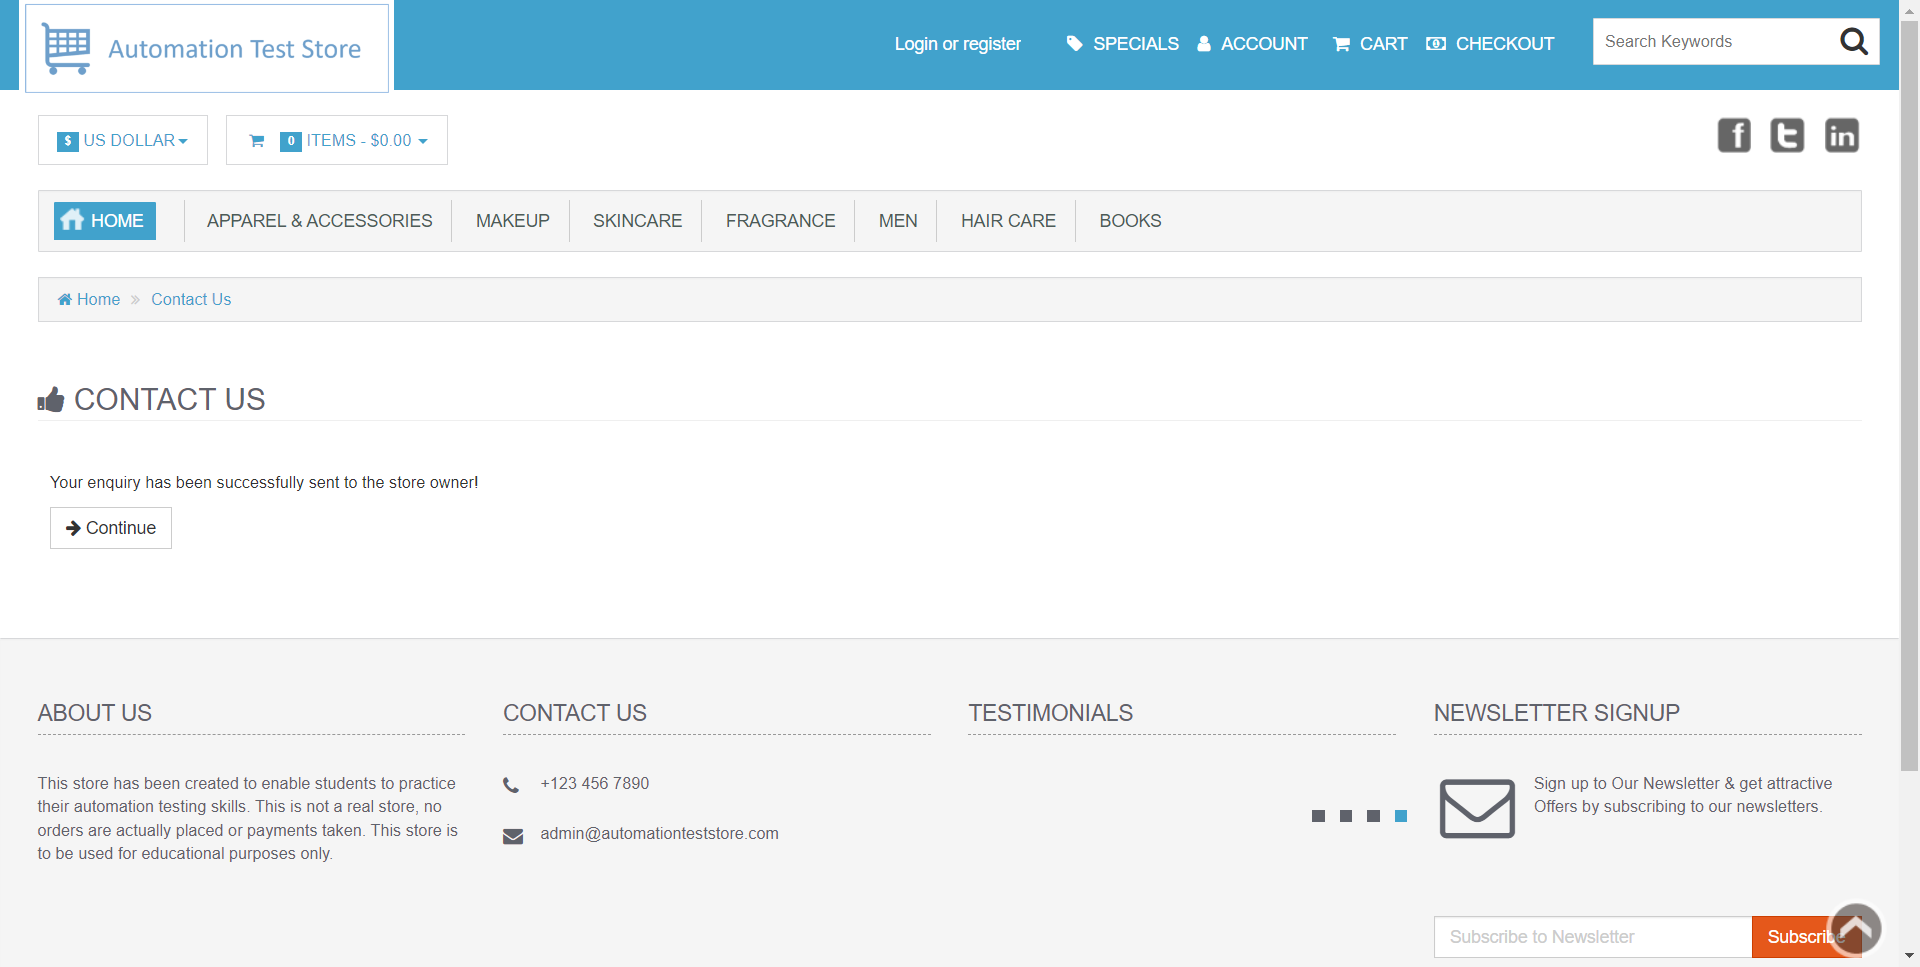 Automation Test Store
Login or register
SPECIALS
ACCOUNT
CART
CHECKOUT
Search Keywords
$ US DOLLAR
0 ITEMS - $0.00
HOME
APPAREL & ACCESSORIES
MAKEUP
SKINCARE
FRAGRANCE
MEN
HAIR CARE
BOOKS
Home » Contact Us
CONTACT US
Your enquiry has been successfully sent to the store owner!
Continue
ABOUT US
This store has been created to enable students to practice
their automation testing skills. This is not a real store, no
orders are actually placed or payments taken. This store is
to be used for educational purposes only.
CONTACT US
+123 456 7890
admin@automationteststore.com
TESTIMONIALS
NEWSLETTER SIGNUP
Sign up to Our Newsletter & get attractive
Offers by subscribing to our newsletters.
Subscribe to Newsletter
Subscribe